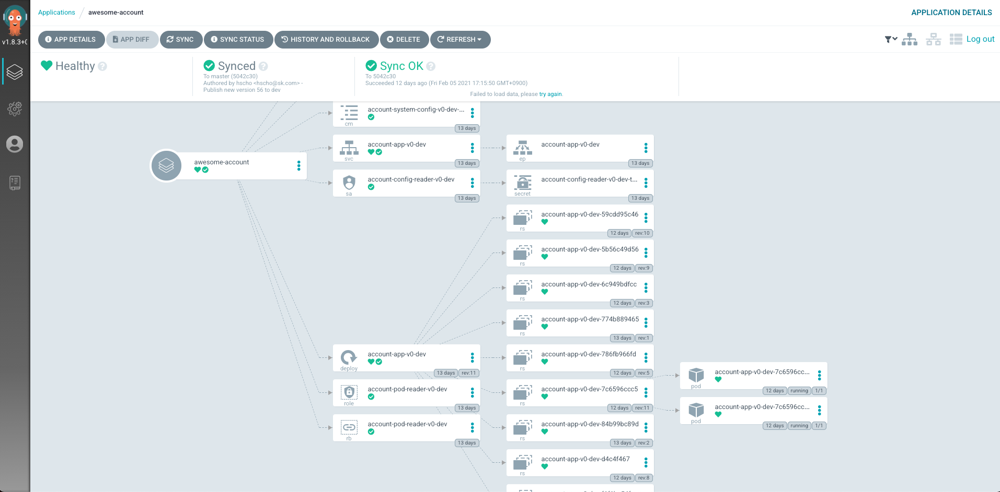 Applications / awesome-account
APPLICATION DETAILS
v1.8.3+0
APP DETAILS
APP DIFF
SYNC
SYNC STATUS
HISTORY AND ROLLBACK
DELETE
REFRESH
Log out
Healthy
Synced
To master (5042c30)
Authored by hscho <hscho@sk.com> -
Publish new version 56 to dev
Sync OK
To 5042c30
Succeeded 12 days ago (Fri Feb 05 2021 17:15:50 GMT+0900)
Failed to load data, please try again.
awesome-account
account-system-config-v0-dev-...
cm
13 days
account-app-v0-dev
svc
13 days
account-config-reader-v0-dev
sa
13 days
account-app-v0-dev
deploy
13 days rev:11
account-pod-reader-v0-dev
role
13 days
account-pod-reader-v0-dev
rb
13 days
account-app-v0-dev
ep
13 days
account-config-reader-v0-dev-t...
secret
13 days
account-app-v0-dev-59cdd95c46
rs
12 days rev:10
account-app-v0-dev-5b56c49d56
rs
12 days rev:9
account-app-v0-dev-6c949bdfcc
rs
12 days rev:3
account-app-v0-dev-774b889465
rs
13 days rev:1
account-app-v0-dev-786fb966fd
rs
12 days rev:5
account-app-v0-dev-7c6596ccc5
rs
12 days rev:11
account-app-v0-dev-84b99bc89d
rs
13 days rev:2
account-app-v0-dev-d4c4f467
rs
12 days rev:8
account-app-v0-dev-7c6596cc...
pod
12 days running 1/1
account-app-v0-dev-7c6596cc...
pod
12 days running 1/1